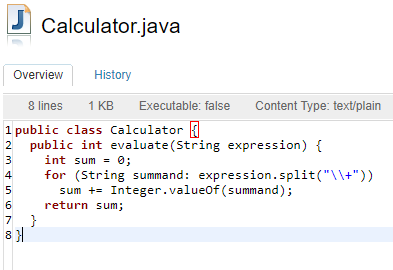 J Calculator.java
Overview History
8 lines 1 KB Executable: false Content Type: text/plain
1 public class Calculator {
2   public int evaluate(String expression) {
3     int sum = 0;
4     for (String summand: expression.split("\\+"))
5       sum += Integer.valueOf(summand);
6     return sum;
7   }
8 }